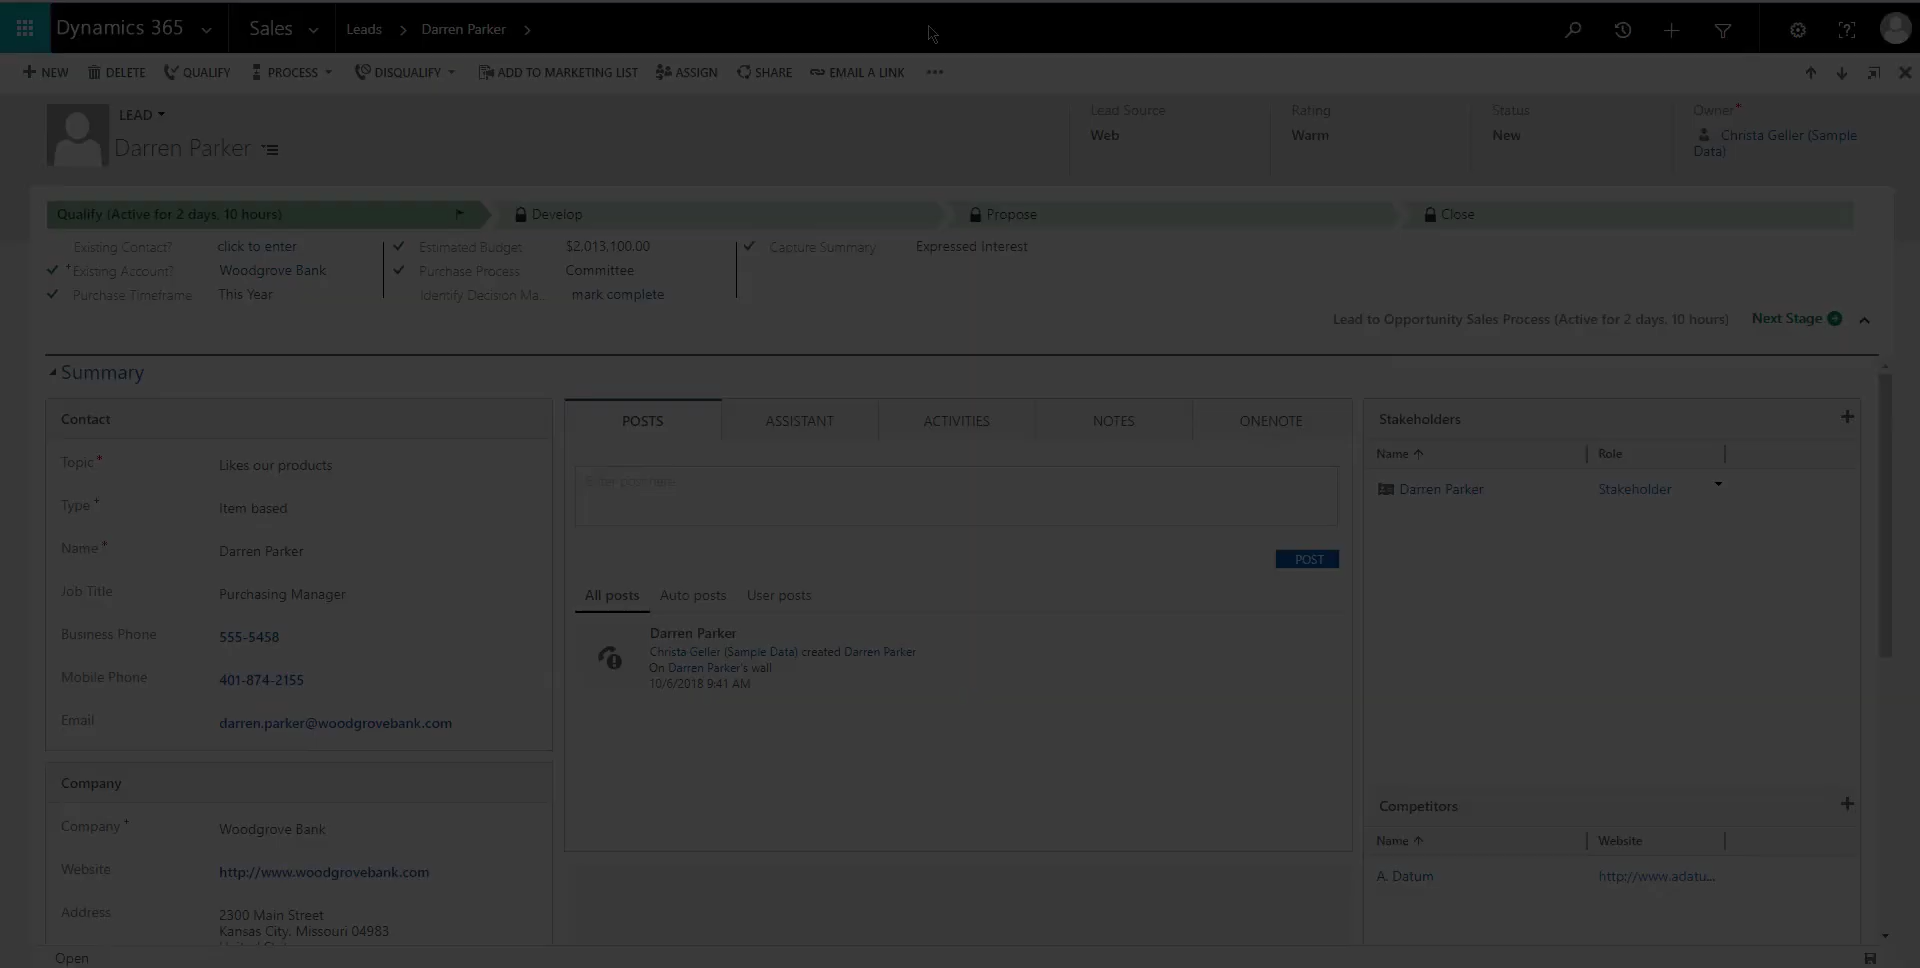 Dynamics 365 Sales Leads Darren Parker
NEW DELETE QUALIFY PROCESS DISQUALIFY ADD TO MARKETING LIST ASSIGN SHARE EMAIL A LINK
LEAD
Darren Parker
Lead Source
Web
Rating
Warm
Status
New
Owner*
Christa Geller (Sample
Data)
Qualify (Active for 2 days, 10 hours) Develop Propose Close
Existing Contact? click to enter
*Existing Account? Woodgrove Bank
Purchase Timeframe This Year
Estimated Budget $2,013,100.00
Purchase Process Committee
Identify Decision Ma... mark complete
Capture Summary Expressed Interest
Lead to Opportunity Sales Process (Active for 2 days, 10 hours) Next Stage
Summary
Contact
Topic* Likes our products
Type+ Item based
Name* Darren Parker
Job Title Purchasing Manager
Business Phone 555-5458
Mobile Phone 401-874-2155
Email darren.parker@woodgrovebank.com
Company
Company+ Woodgrove Bank
Website http://www.woodgrovebank.com
Address 2300 Main Street
Kansas City, Missouri 04983
POSTS ASSISTANT ACTIVITIES NOTES ONENOTE
Enter post here
POST
All posts Auto posts User posts
Darren Parker
Christa Geller (Sample Data) created Darren Parker
On Darren Parker's wall
10/6/2018 9:41 AM
Stakeholders
Name Role
Darren Parker Stakeholder
Competitors
Name Website
A. Datum http://www.adatu...
Open